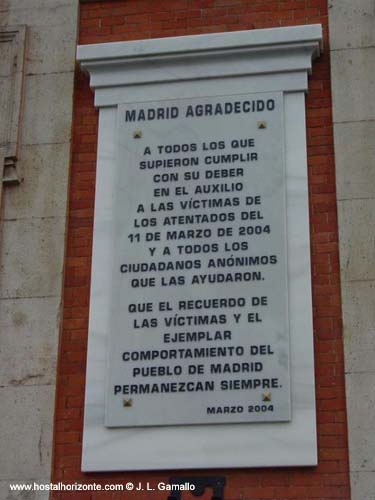 MADRID AGRADECIDO
A TODOS LOS QUE
SUPIERON CUMPLIR
CON SU DEBER
EN EL AUXILIO
A LAS VÍCTIMAS DE
LOS ATENTADOS DEL
11 DE MARZO DE 2004
Y A TODOS LOS
CIUDADANOS ANÓNIMOS
QUE LAS AYUDARON.
QUE EL RECUERDO DE
LAS VÍCTIMAS Y EL
EJEMPLAR
COMPORTAMIENTO DEL
PUEBLO DE MADRID
PERMANEZCAN SIEMPRE.
MARZO 2004
www.hostalhorizonte.com © J. L. Gamallo